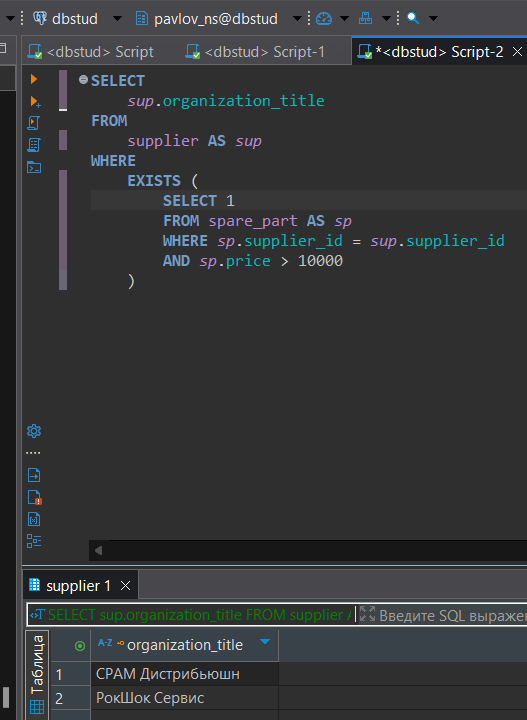 dbstud pavlov_ns@dbstud
<dbstud> Script <dbstud> Script-1 *<dbstud> Script-2
SELECT
sup.organization_title
FROM
supplier AS sup
WHERE
EXISTS (
SELECT 1
FROM spare_part AS sp
WHERE sp.supplier_id = sup.supplier_id
AND sp.price > 10000
)
supplier 1
SELECT sup.organization_title FROM supplier Введите SQL
Таблица
A-Z organization_title
1 СРАМ Дистрибьюшн
2 РокШок Сервис